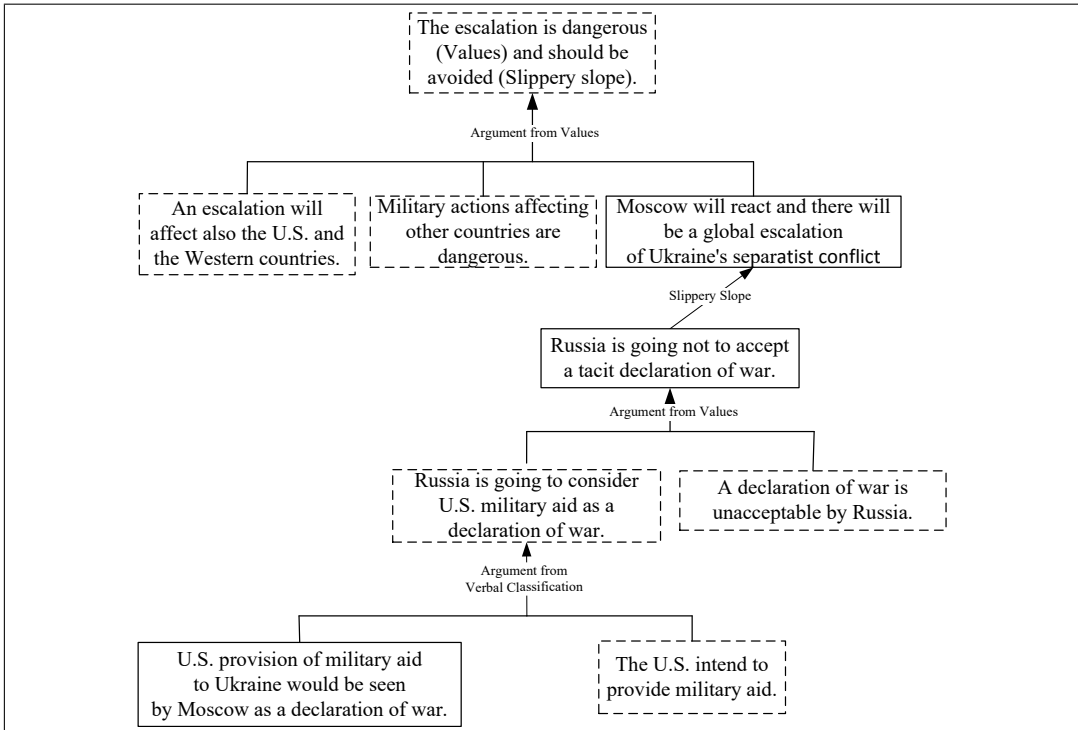 The escalation is dangerous
(Values) and should be
avoided (Slippery slope).
Argument from Values
An escalation will
affect also the U.S. and
the Western countries.
Military actions affecting
other countries are
dangerous.
Moscow will react and there will
be a global escalation
of Ukraine's separatist conflict
Slippery Slope
Russia is going not to accept
a tacit declaration of war.
Argument from Values
Russia is going to consider
U.S. military aid as a
declaration of war.
A declaration of war is
unacceptable by Russia.
Argument from
Verbal Classification
U.S. provision of military aid
to Ukraine would be seen
by Moscow as a declaration of war.
The U.S. intend to
provide military aid.